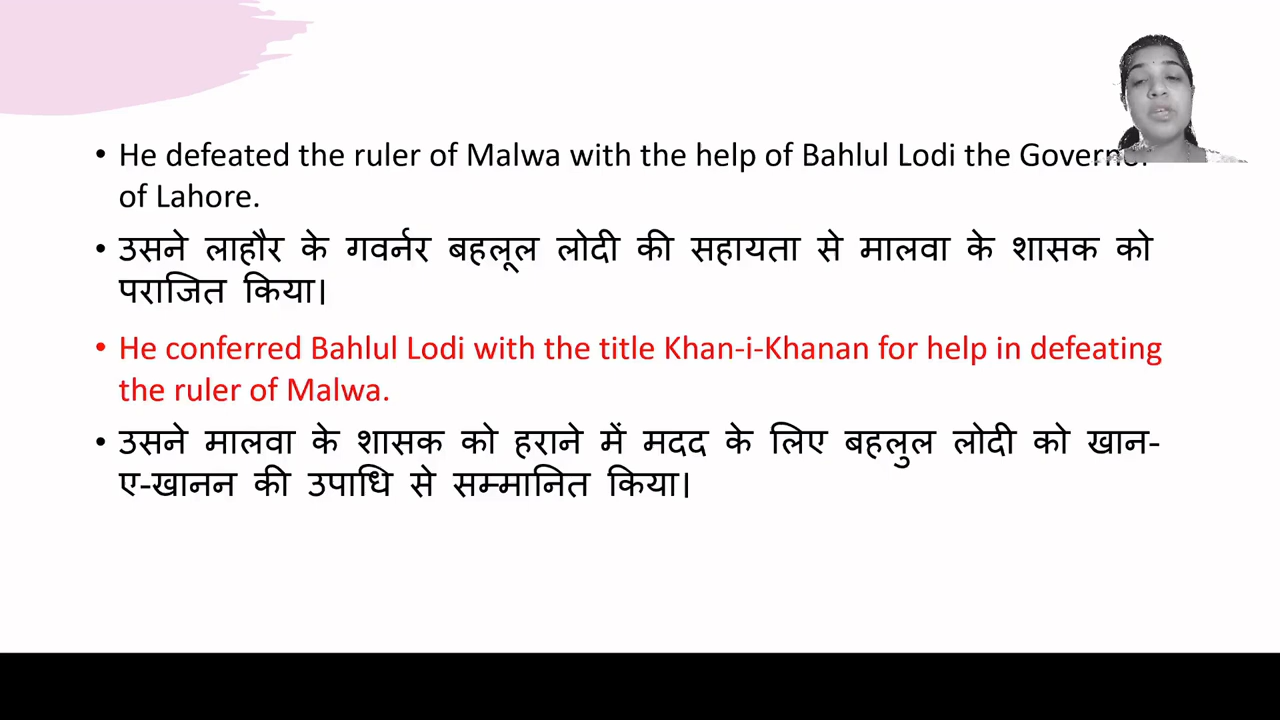 • He defeated the ruler of Malwa with the help of Bahlul Lodi the Governor
of Lahore.
• उसने लाहौर के गवर्नर बहलूल लोदी की सहायता से मालवा के शासक को
पराजित किया।
• He conferred Bahlul Lodi with the title Khan-i-Khanan for help in defeating
the ruler of Malwa.
• उसने मालवा के शासक को हराने में मदद के लिए बहलुल लोदी को खान-
ए-खानन की उपाधि से सम्मानित किया।